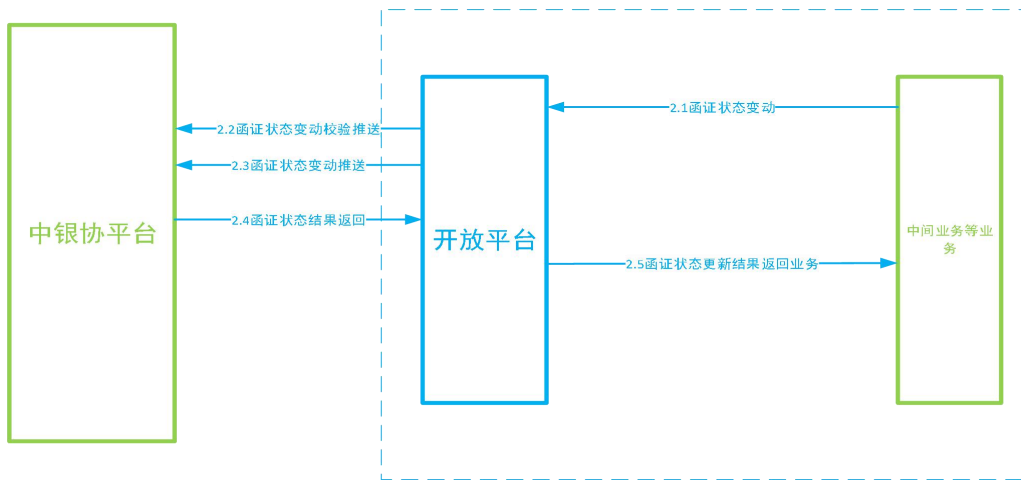 2.1函证状态变动
2.2函证状态变动校验推送
2.3函证状态变动推送
2.4函证状态结果返回
中银协平台
开放平台
中间业务等业
务
2.5函证状态更新结果返回业务